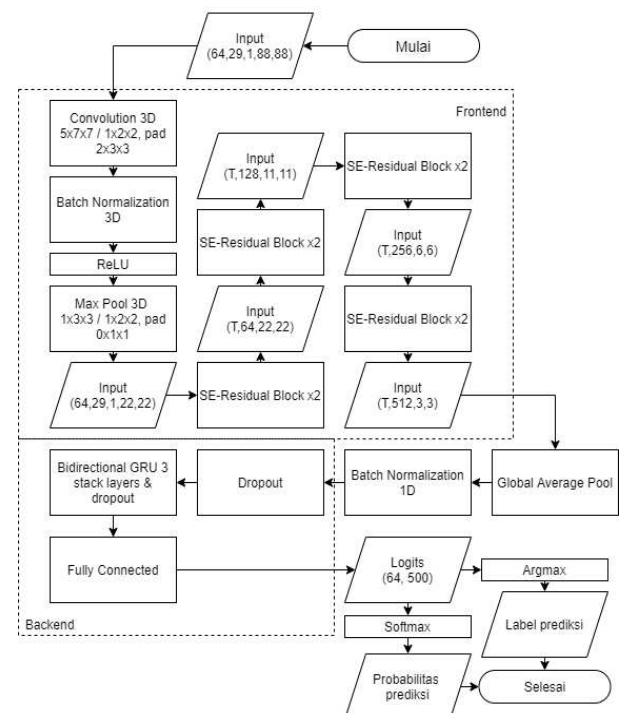 Mulai
Input
(64,29,1,88,88)
Frontend
Convolution 3D
5x7x7 / 1x2x2, pad
2x3x3
Batch Normalization
3D
ReLU
Max Pool 3D
1x3x3 / 1x2x2, pad
0x1x1
Input
(64,29,1,22,22)
SE-Residual Block x2
Input
(T,64,22,22)
SE-Residual Block x2
Input
(T,128,11,11)
SE-Residual Block x2
Input
(T,256,6,6)
SE-Residual Block x2
Input
(T,512,3,3)
Global Average Pool
Batch Normalization
1D
Dropout
Bidirectional GRU 3
stack layers &
dropout
Fully Connected
Backend
Logits
(64, 500)
Argmax
Label prediksi
Softmax
Probabilitas
prediksi
Selesai